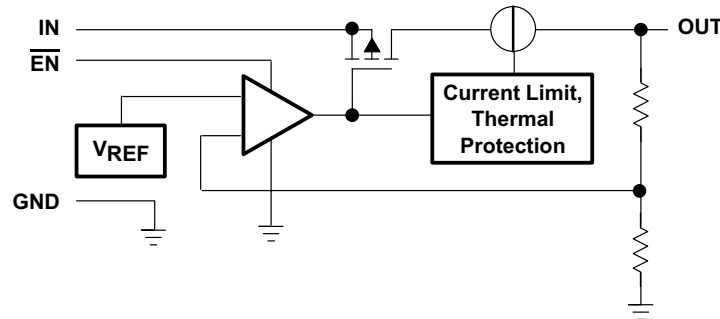 IN
OUT
EN
Current Limit,
Thermal
Protection
VREF
GND